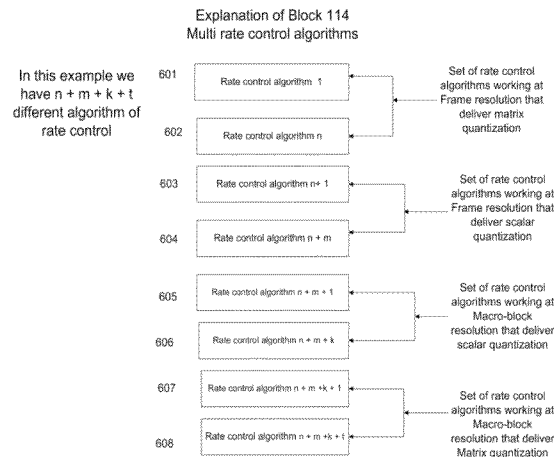 Explanation of Block 114
Multi rate control algorithms
In this example we
have n + m + k + t
different algorithm of
rate control
601
Rate control algorithm 1
602
Rate control algorithm n
Set of rate control
algorithms working at
Frame resolution that
deliver matrix
quantization
603
Rate control algorithm n+ 1
604
Rate control algorithm n + m
Set of rate control
algorithms working at
Frame resolution that
deliver scalar
quantization
605
Rate control algorithm n + m + 1
606
Rate control algorithm n + m + k
Set of rate control
algorithms working at
Macro-block
resolution that deliver
scalar quantization
607
Rate control algorithm n + m +k + 1
608
Rate control algorithm n + m +k + t
Set of rate control
algorithms working at
Macro-block
resolution that deliver
Matrix quantization